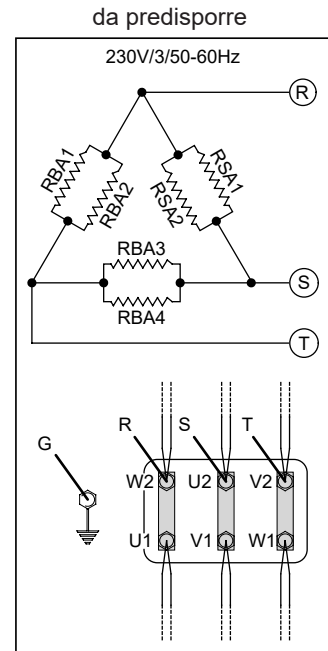 da predisporre
230V/3/50-60Hz
R
RBA1
RBA2
RSA1
RSA2
RBA3
RBA4
S
T
G
R S T
W2 U2 V2
U1 V1 W1